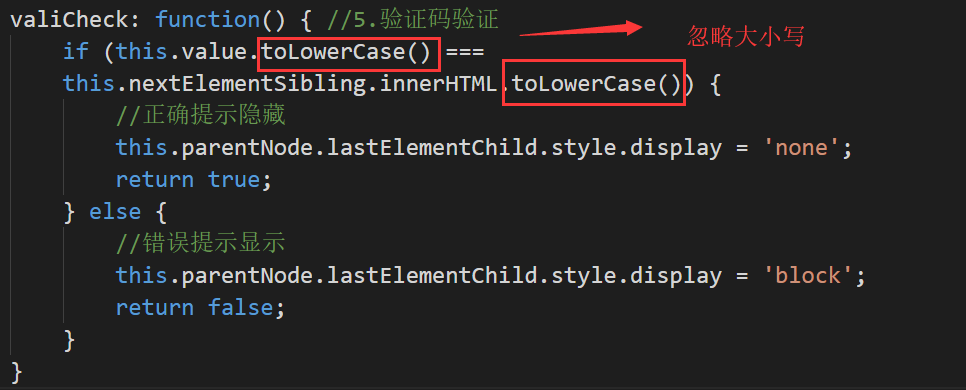 valiCheck: function() { //5.验证码验证
if (this.value.toLowerCase() ===
忽略大小写
this.nextElementSibling.innerHTML.toLowerCase()) {
//正确提示隐藏
this.parentNode.lastElementChild.style.display = 'none';
return true;
} else {
//错误提示显示
this.parentNode.lastElementChild.style.display = 'block';
return false;
}
}